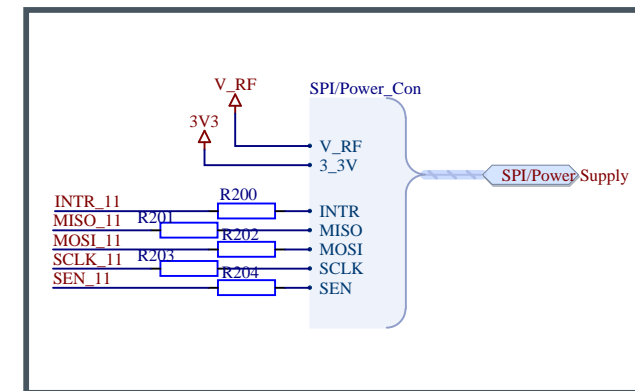 V_RF
SPI/Power_Con
3V3
V_RF
3_3V
SPI/Power Supply
R200
INTR_11
INTR
R201
MISO_11
MISO
R202
MOSI_11
MOSI
R203
SCLK_11
SCLK
R204
SEN_11
SEN